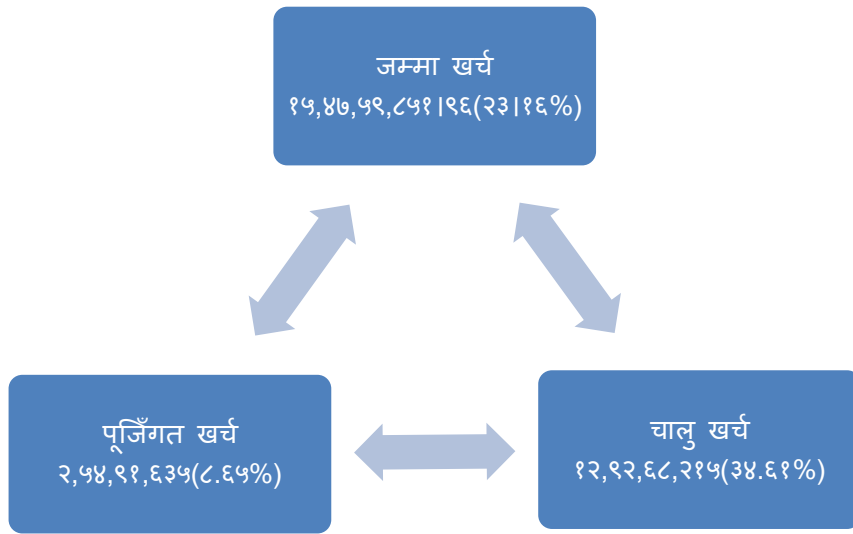 जम्मा खर्च
१५,४७,५९,८५१।९६(२३।१६%)
पूजिँगत खर्च
२,५४,९१,६३५(८.६५%)
चालु खर्च
१२,९२,६८,२१५(३४.६१%)